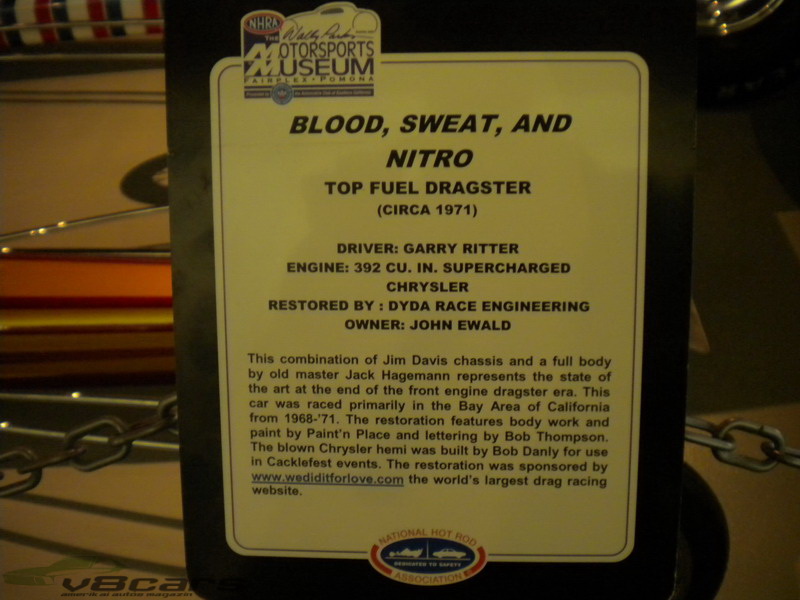 NHRA
Wally Parks
THE
MOTORSPORTS
MUSEUM
FAIRPLEX • POMONA
BLOOD, SWEAT, AND
NITRO
TOP FUEL DRAGSTER
(CIRCA 1971)
DRIVER: GARRY RITTER
ENGINE: 392 CU. IN. SUPERCHARGED
CHRYSLER
RESTORED BY : DYDA RACE ENGINEERING
OWNER: JOHN EWALD
This combination of Jim Davis chassis and a full body
by old master Jack Hagemann represents the state of
the art at the end of the front engine dragster era. This
car was raced primarily in the Bay Area of California
from 1968-'71. The restoration features body work and
paint by Paint'n Place and lettering by Bob Thompson.
The blown Chrysler hemi was built by Bob Danly for use
in Cacklefest events. The restoration was sponsored by
www.wediditforlove.com the world's largest drag racing
website.
NATIONAL HOT ROD
DEDICATED TO SAFETY
ASSOCIATION
v8cars
amerikai autós magazin